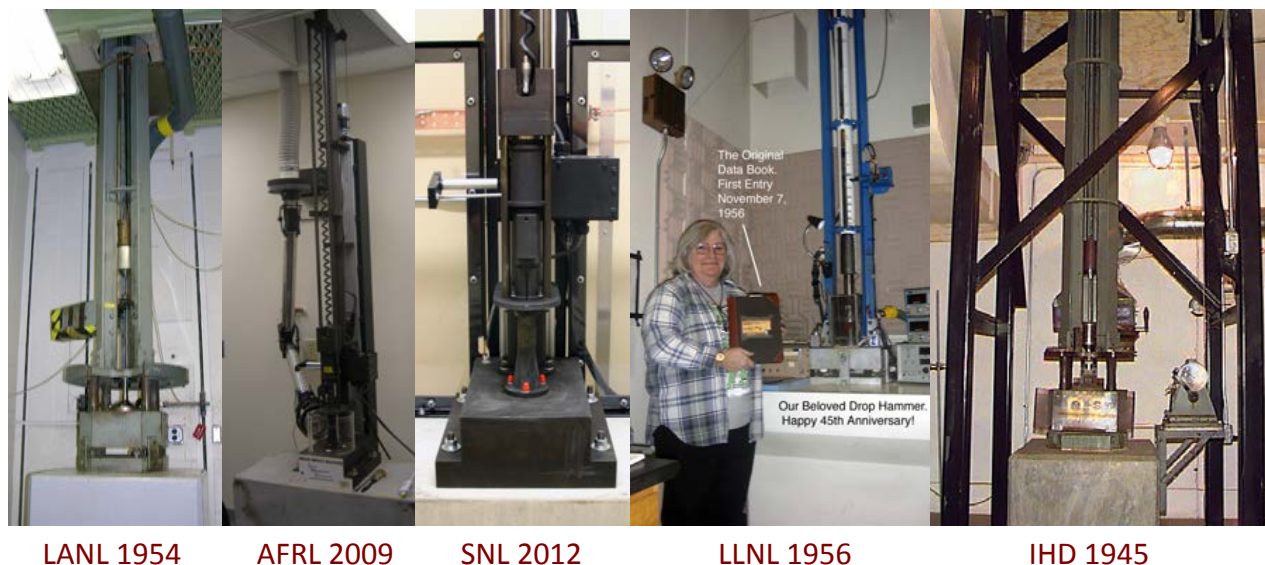 The Original
Data Book.
First Entry
November 7,
1956
Our Beloved Drop Hammer.
Happy 45th Anniversary!
LANL 1954
AFRL 2009
SNL 2012
LLNL 1956
IHD 1945